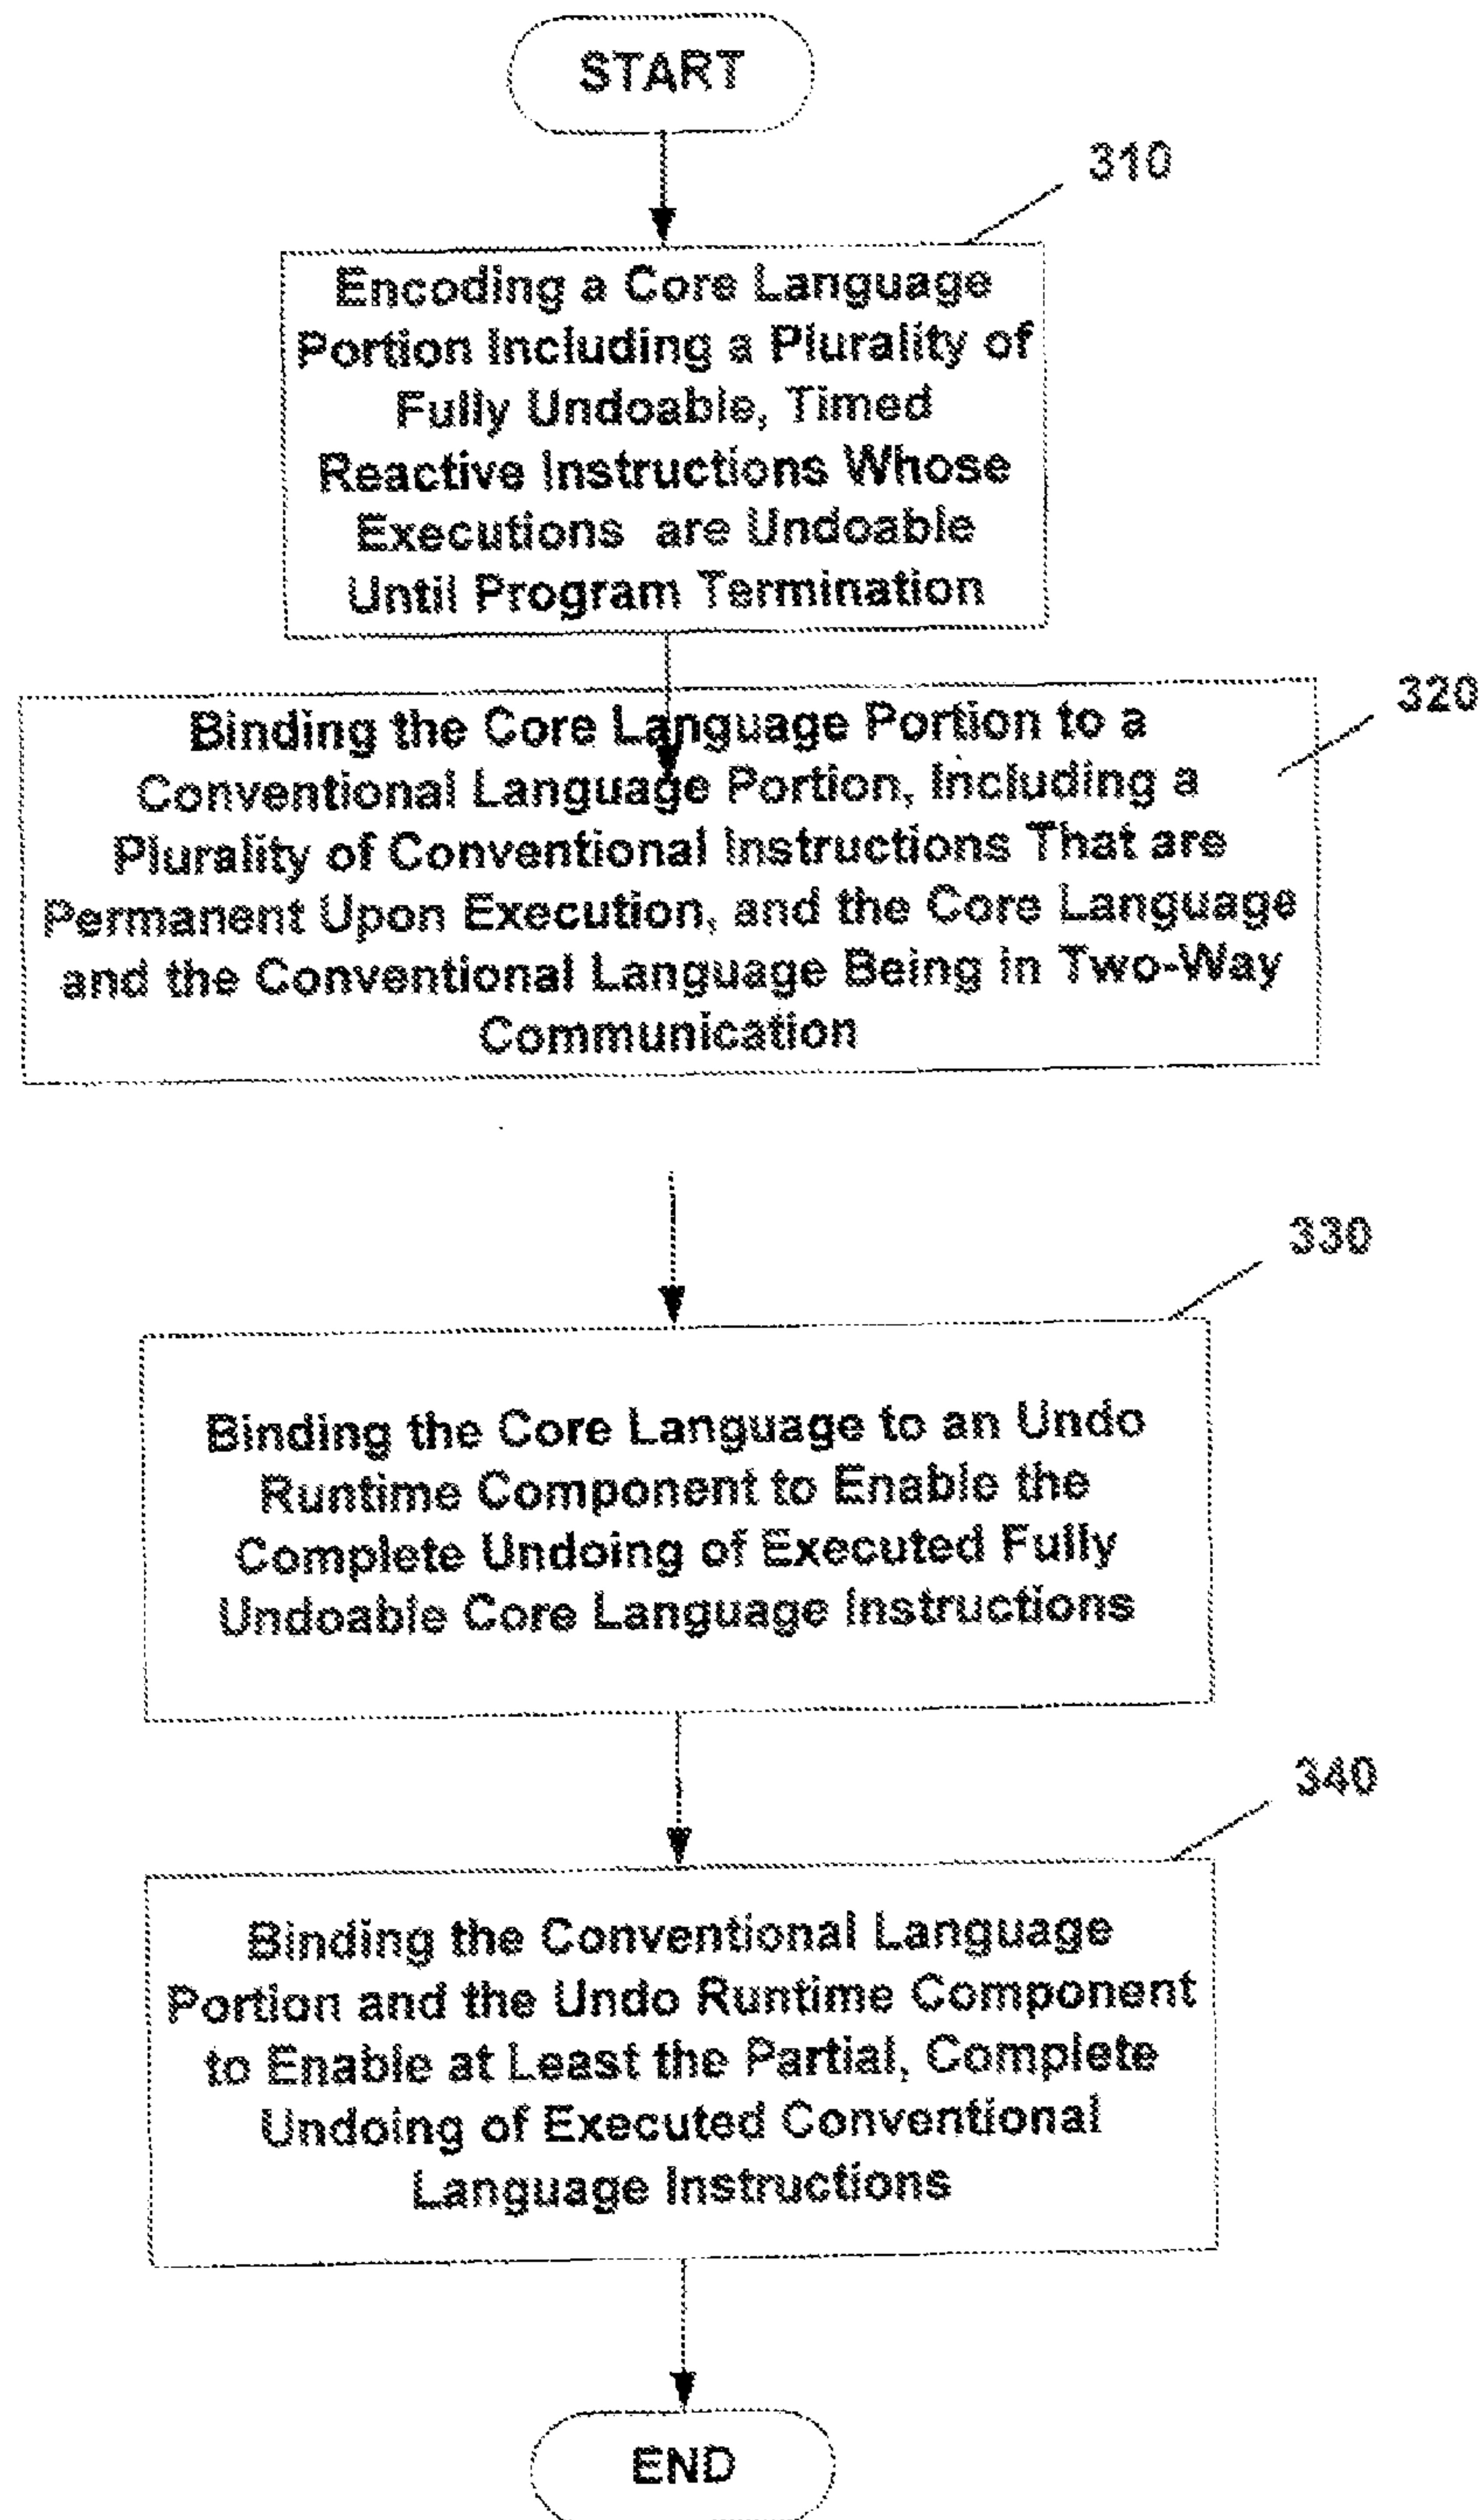 START
310
Encoding a Core Language
Portion Including a Plurality of
Fully Undoable, Timed
Reactive Instructions Whose
Executions are Undoable
Until Program Termination
320
Binding the Core Language Portion to a
Conventional Language Portion, Including a
Plurality of Conventional Instructions That are
Permanent Upon Execution, and the Core Language
and the Conventional Language Being in Two-Way
Communication
330
Binding the Core Language to an Undo
Runtime Component to Enable the
Complete Undoing of Executed Fully
Undoable Core Language Instructions
340
Binding the Conventional Language
Portion and the Undo Runtime Component
to Enable at Least the Partial, Complete
Undoing of Executed Conventional
Language Instructions
END